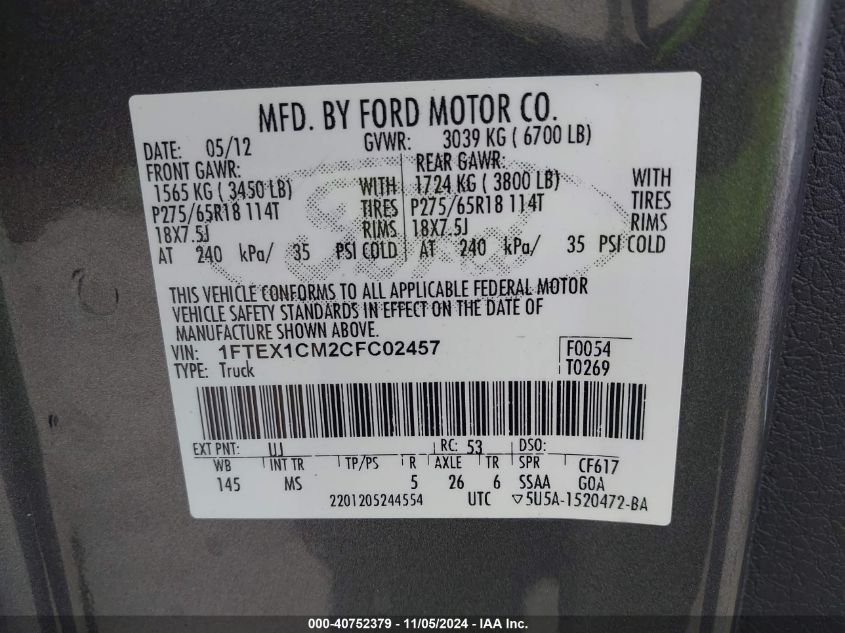 MFD. BY FORD MOTOR CO.
DATE: 05/12 GVWR: 3039 KG ( 6700 LB)
FRONT GAWR: REAR GAWR:
1565 KG ( 3450 LB) WITH 1724 KG ( 3800 LB) WITH
P275/65R18 114T TIRES P275/65R18 114T TIRES
18X7.5J RIMS 18X7.5J RIMS
AT 240 kPa/ 35 PSI COLD AT 240 kPa/ 35 PSI COLD
THIS VEHICLE CONFORMS TO ALL APPLICABLE FEDERAL MOTOR
VEHICLE SAFETY STANDARDS IN EFFECT ON THE DATE OF
MANUFACTURE SHOWN ABOVE.
VIN: 1FTEX1CM2CFC02457 F0054
TYPE: Truck T0269
EXT PNT: UJ RC: 53 DSO:
WB INT TR TP/PS R AXLE TR SPR CF617
145 MS 5 26 6 SSAA GOA
2201205244554 UTC ▽5U5A-1520472-BA
000-40752379 - 11/05/2024 - IAA Inc.